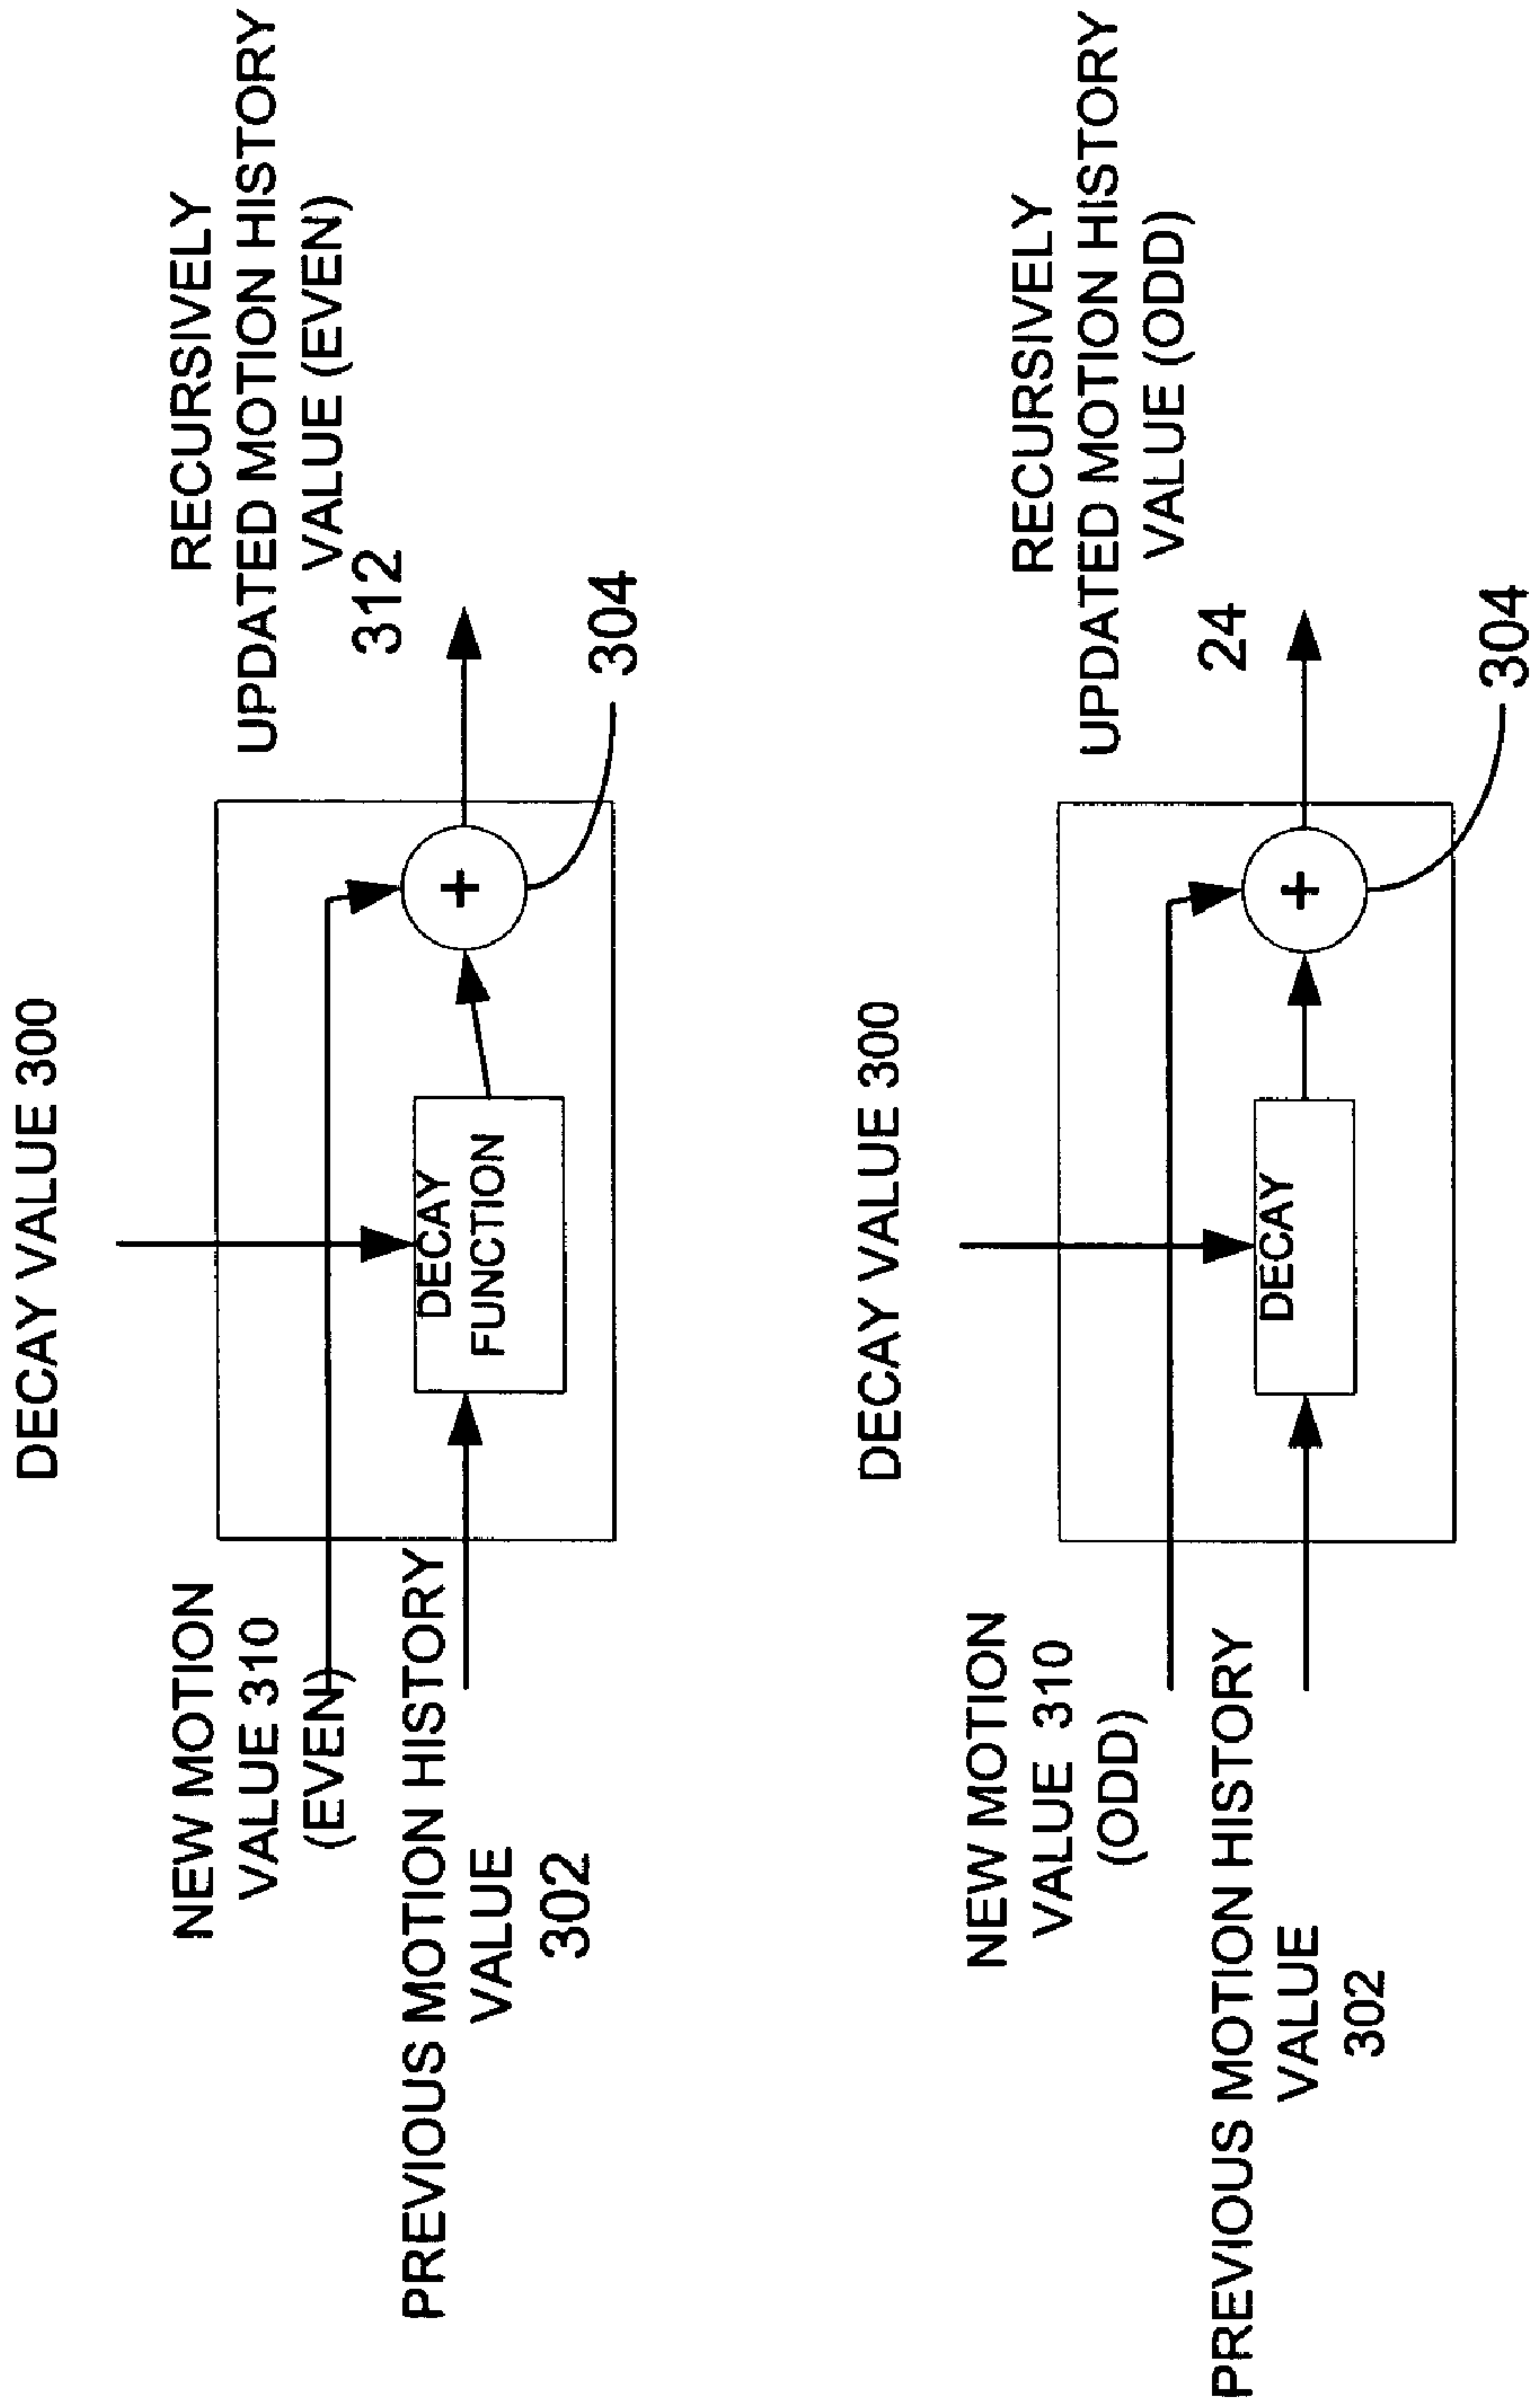 DECAY VALUE 300
NEW MOTION
VALUE 310
(EVEN)
PREVIOUS MOTION HISTORY
VALUE
302
DECAY
FUNCTION
+
RECURSIVELY
UPDATED MOTION HISTORY
VALUE (EVEN)
312
304
DECAY VALUE 300
NEW MOTION
VALUE 310
(ODD)
PREVIOUS MOTION HISTORY
VALUE
302
DECAY
+
RECURSIVELY
UPDATED MOTION HISTORY
VALUE (ODD)
24
304